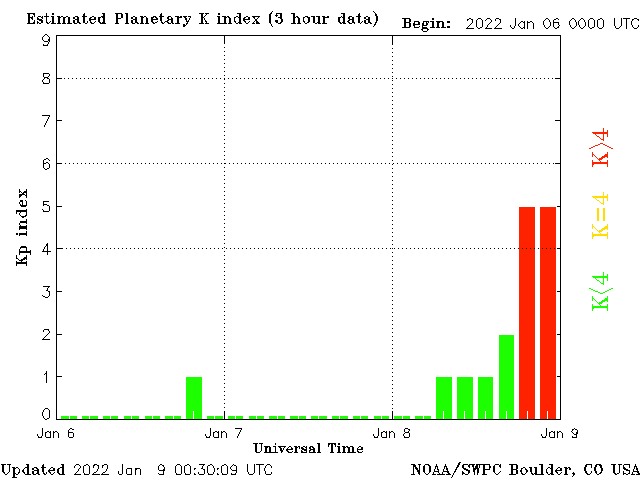 Estimated Planetary K index (3 hour data) Begin: 2022 Jan 06 0000 UTC
9
8
7
6
5
4
3
2
1
0
Kp index
K>4
K=4
K<4
Jan 6 Jan 7 Jan 8 Jan 9
Universal Time
Updated 2022 Jan 9 00:30:09 UTC NOAA/SWPC Boulder, CO USA